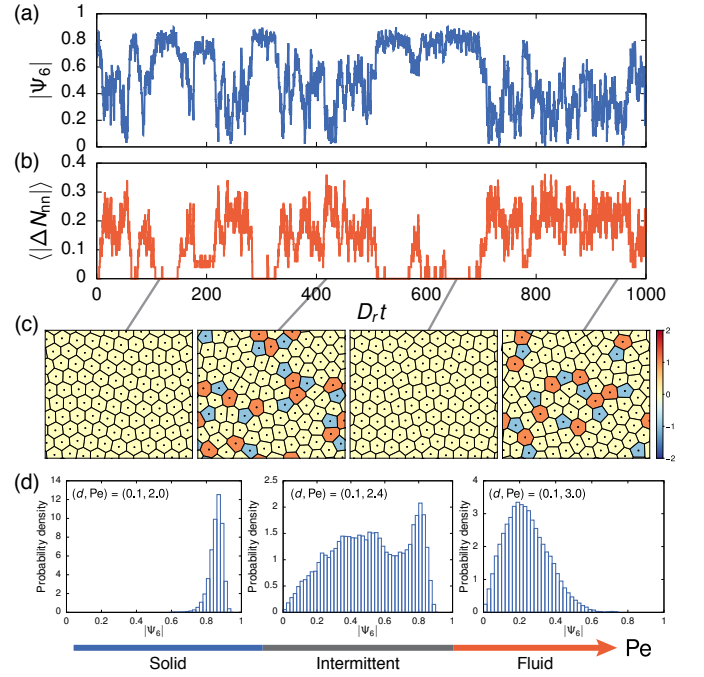 (a)
1
0.8
0.6
0.4
0.2
0
|Ψ6|
(b)
0.4
0.3
0.2
0.1
0
⟨|ΔNnn|⟩
0 200 400 600 800 1000
Drt
(c)
2
1
0
-1
-2
(d)
(d, Pe) = (0.1, 2.0)
14
12
10
8
6
4
2
0
Probability density
0 0.2 0.4 0.6 0.8 1
|Ψ6|
(d, Pe) = (0.1, 2.4)
2.5
2
1.5
1
0.5
0
Probability density
0 0.2 0.4 0.6 0.8 1
|Ψ6|
(d, Pe) = (0.1, 3.0)
4
3
2
1
0
Probability density
0 0.2 0.4 0.6 0.8 1
|Ψ6|
Pe
Solid Intermittent Fluid